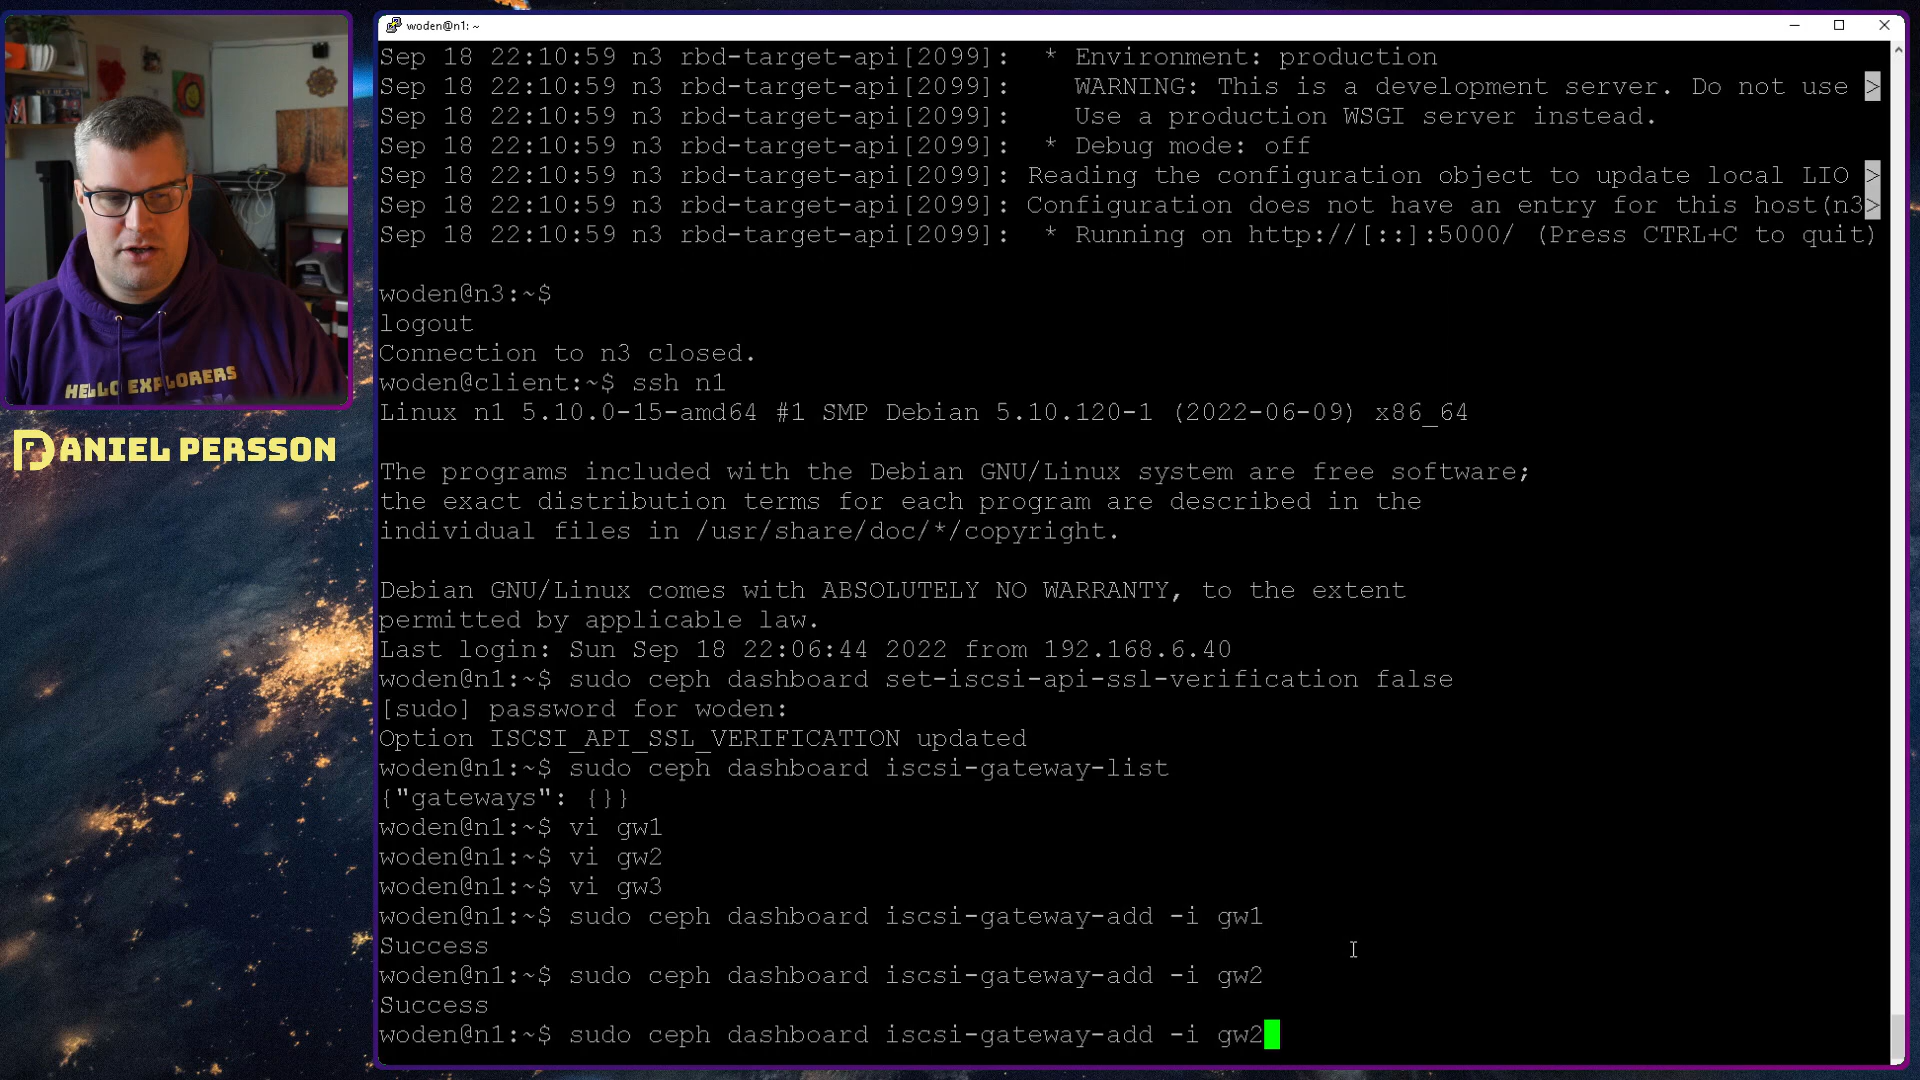 woden@n1: ~
Sep 18 22:10:59 n3 rbd-target-api[2099]:  * Environment: production
Sep 18 22:10:59 n3 rbd-target-api[2099]:    WARNING: This is a development server. Do not use >
Sep 18 22:10:59 n3 rbd-target-api[2099]:    Use a production WSGI server instead.
Sep 18 22:10:59 n3 rbd-target-api[2099]:  * Debug mode: off
Sep 18 22:10:59 n3 rbd-target-api[2099]: Reading the configuration object to update local LIO >
Sep 18 22:10:59 n3 rbd-target-api[2099]: Configuration does not have an entry for this host(n3>
Sep 18 22:10:59 n3 rbd-target-api[2099]:  * Running on http://[::]:5000/ (Press CTRL+C to quit)
woden@n3:~$
logout
Connection to n3 closed.
woden@client:~$ ssh n1
Linux n1 5.10.0-15-amd64 #1 SMP Debian 5.10.120-1 (2022-06-09) x86_64
The programs included with the Debian GNU/Linux system are free software;
the exact distribution terms for each program are described in the
individual files in /usr/share/doc/*/copyright.
Debian GNU/Linux comes with ABSOLUTELY NO WARRANTY, to the extent
permitted by applicable law.
Last login: Sun Sep 18 22:06:44 2022 from 192.168.6.40
woden@n1:~$ sudo ceph dashboard set-iscsi-api-ssl-verification false
[sudo] password for woden:
Option ISCSI_API_SSL_VERIFICATION updated
woden@n1:~$ sudo ceph dashboard iscsi-gateway-list
{"gateways": {}}
woden@n1:~$ vi gw1
woden@n1:~$ vi gw2
woden@n1:~$ vi gw3
woden@n1:~$ sudo ceph dashboard iscsi-gateway-add -i gw1
Success
woden@n1:~$ sudo ceph dashboard iscsi-gateway-add -i gw2
Success
woden@n1:~$ sudo ceph dashboard iscsi-gateway-add -i gw2
HELLO EXPLORERS
DANIEL PERSSON